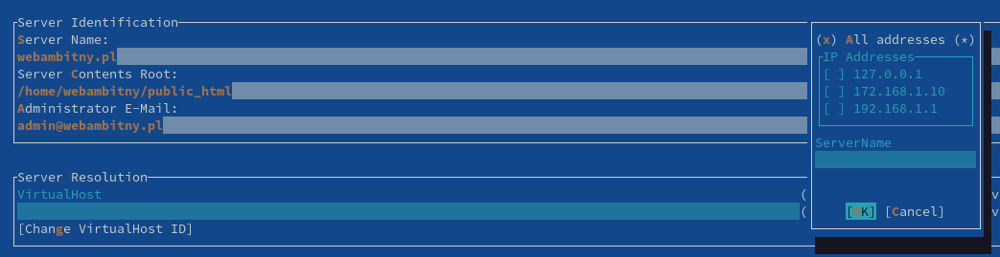 Server Identification
Server Name:
webambitny.pl
Server Contents Root:
/home/webambitny/public_html
Administrator E-Mail:
admin@webambitny.pl
Server Resolution
VirtualHost
(
(
[Change VirtualHost ID]
(x) All addresses (*)
IP Addresses
[ ] 127.0.0.1
[ ] 172.168.1.10
[ ] 192.168.1.1
ServerName
[OK] [Cancel]
v
v